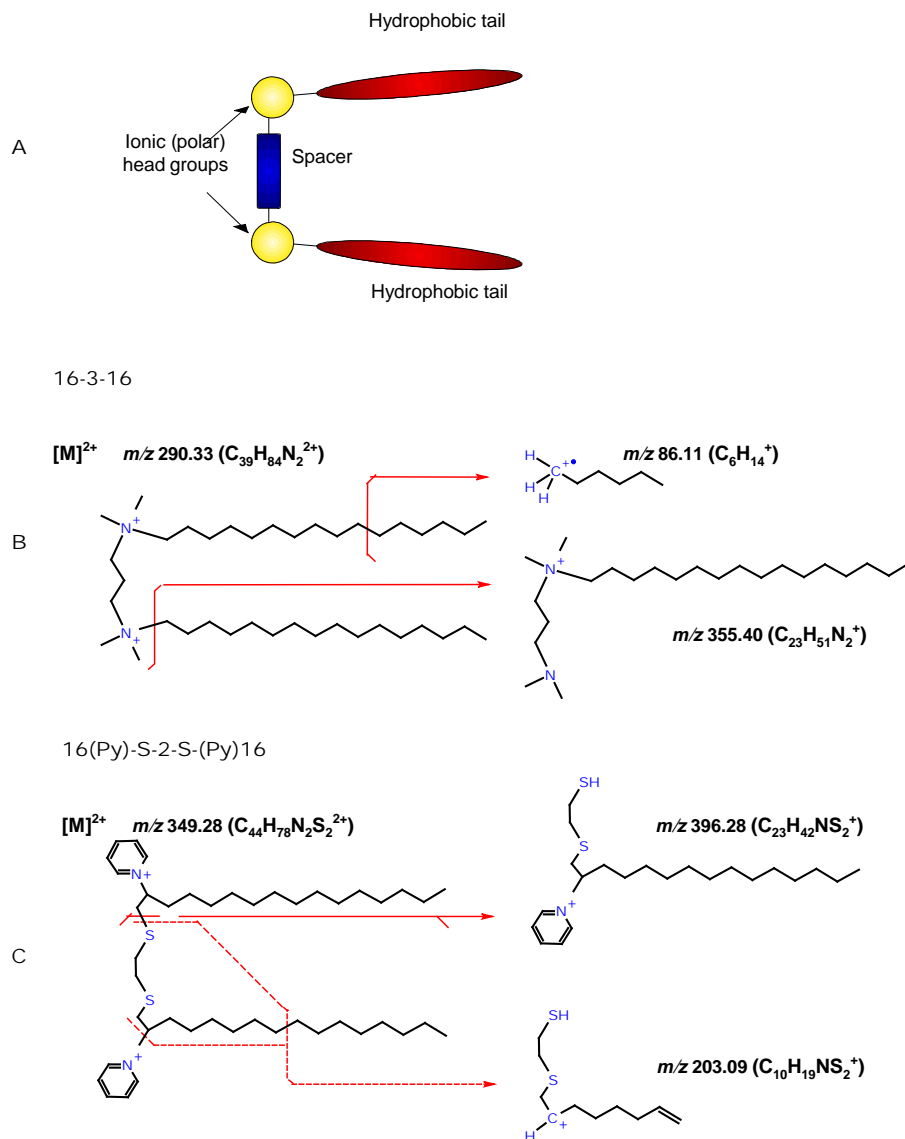 Hydrophobic tail
A
Ionic (polar)
head groups
Spacer
Hydrophobic tail
16-3-16
[M]²⁺ m/z 290.33 (C₃₉H₈₄N₂²⁺)
m/z 86.11 (C₆H₁₄⁺)
H
H C⁺•
H
B
N⁺
N⁺
N⁺
N
m/z 355.40 (C₂₃H₅₁N₂⁺)
16(Py)-S-2-S-(Py)16
[M]²⁺ m/z 349.28 (C₄₄H₇₈N₂S₂²⁺)
SH
m/z 396.28 (C₂₃H₄₂NS₂⁺)
N+
S
S
N⁺
S
N⁺
C
SH
S
m/z 203.09 (C₁₀H₁₉NS₂⁺)
H C+